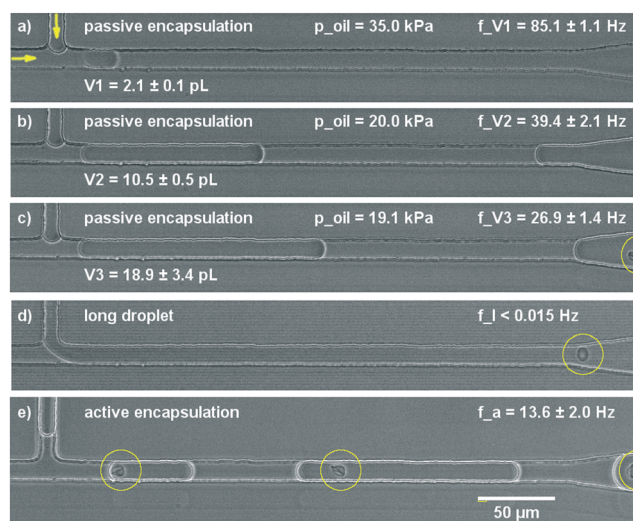 a) passive encapsulation p_oil = 35.0 kPa f_V1 = 85.1 ± 1.1 Hz
V1 = 2.1 ± 0.1 pL
b) passive encapsulation p_oil = 20.0 kPa f_V2 = 39.4 ± 2.1 Hz
V2 = 10.5 ± 0.5 pL
c) passive encapsulation p_oil = 19.1 kPa f_V3 = 26.9 ± 1.4 Hz
V3 = 18.9 ± 3.4 pL
d) long droplet f_l < 0.015 Hz
e) active encapsulation f_a = 13.6 ± 2.0 Hz
50 µm